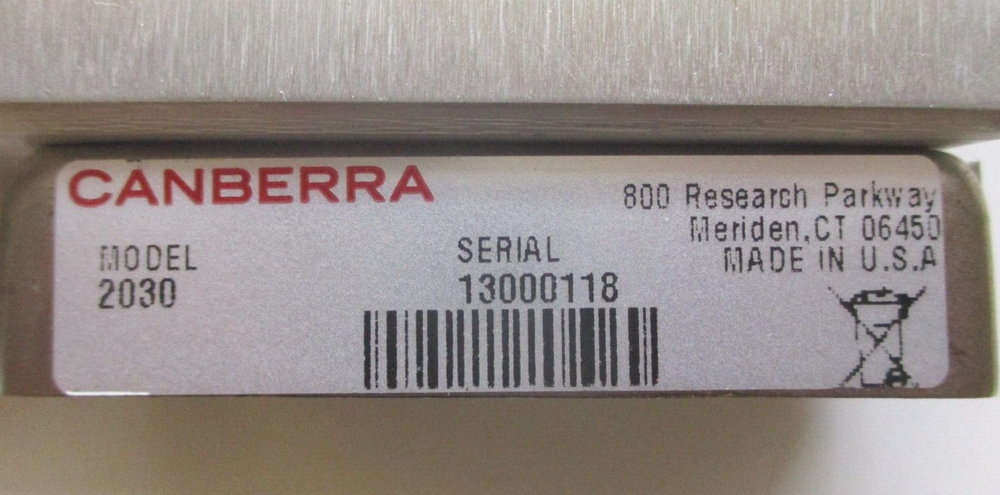 CANBERRA
800 Research Parkway
Meriden,CT 06450
MADE IN U.S.A
MODEL
2030
SERIAL
13000118